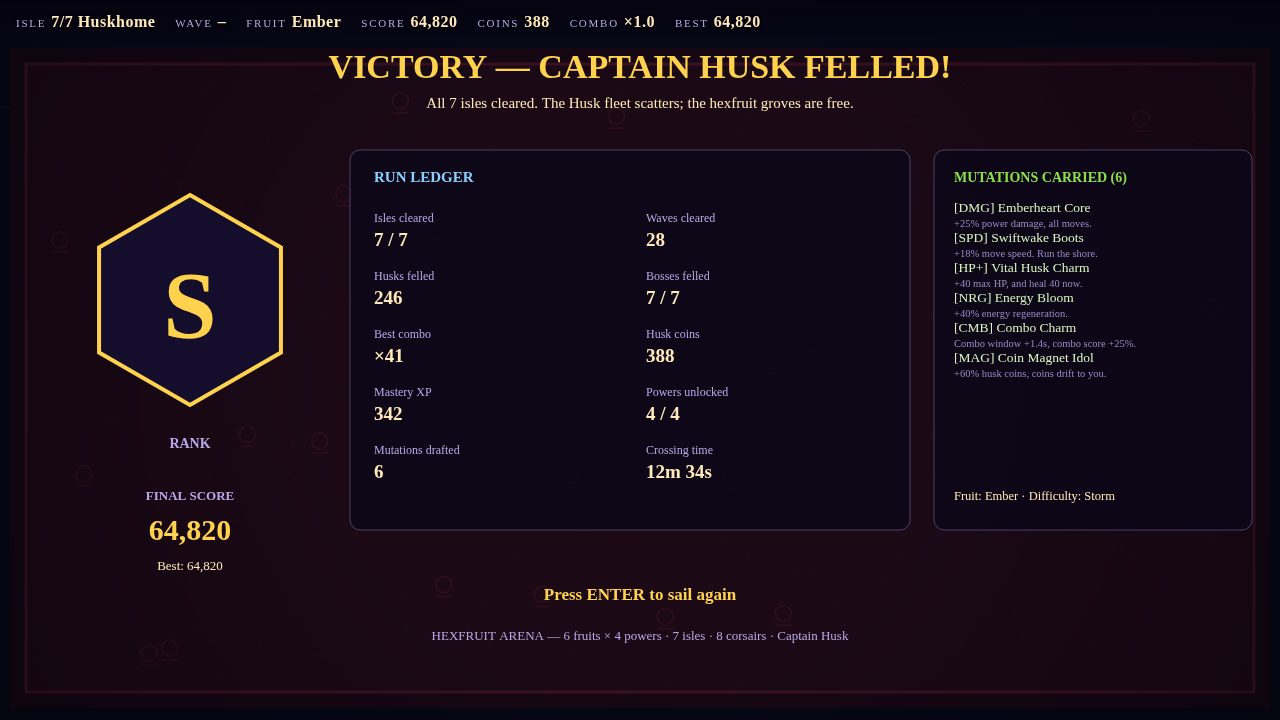 ISLE 7/7 Huskhome WAVE – FRUIT Ember SCORE 64,820 COINS 388 COMBO ×1.0 BEST 64,820
VICTORY — CAPTAIN HUSK FELLED!
All 7 isles cleared. The Husk fleet scatters; the hexfruit groves are free.
S
RANK
FINAL SCORE
64,820
Best: 64,820
RUN LEDGER
Isles cleared
7 / 7
Waves cleared
28
Husks felled
246
Bosses felled
7 / 7
Best combo
×41
Husk coins
388
Mastery XP
342
Powers unlocked
4 / 4
Mutations drafted
6
Crossing time
12m 34s
MUTATIONS CARRIED (6)
[DMG] Emberheart Core
+25% power damage, all moves.
[SPD] Swiftwake Boots
+18% move speed. Run the shore.
[HP+] Vital Husk Charm
+40 max HP, and heal 40 now.
[NRG] Energy Bloom
+40% energy regeneration.
[CMB] Combo Charm
Combo window +1.4s, combo score +25%.
[MAG] Coin Magnet Idol
+60% husk coins, coins drift to you.
Fruit: Ember · Difficulty: Storm
Press ENTER to sail again
HEXFRUIT ARENA — 6 fruits × 4 powers · 7 isles · 8 corsairs · Captain Husk